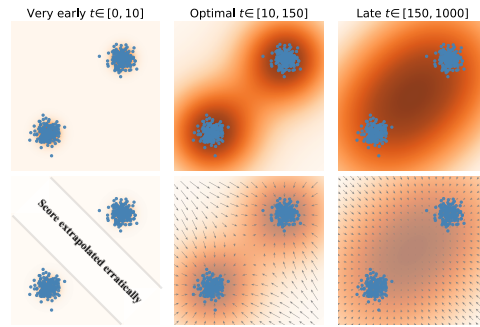 Very early t ∈ [0, 10]
Optimal t ∈ [10, 150]
Late t ∈ [150, 1000]
Score extrapolated erratically